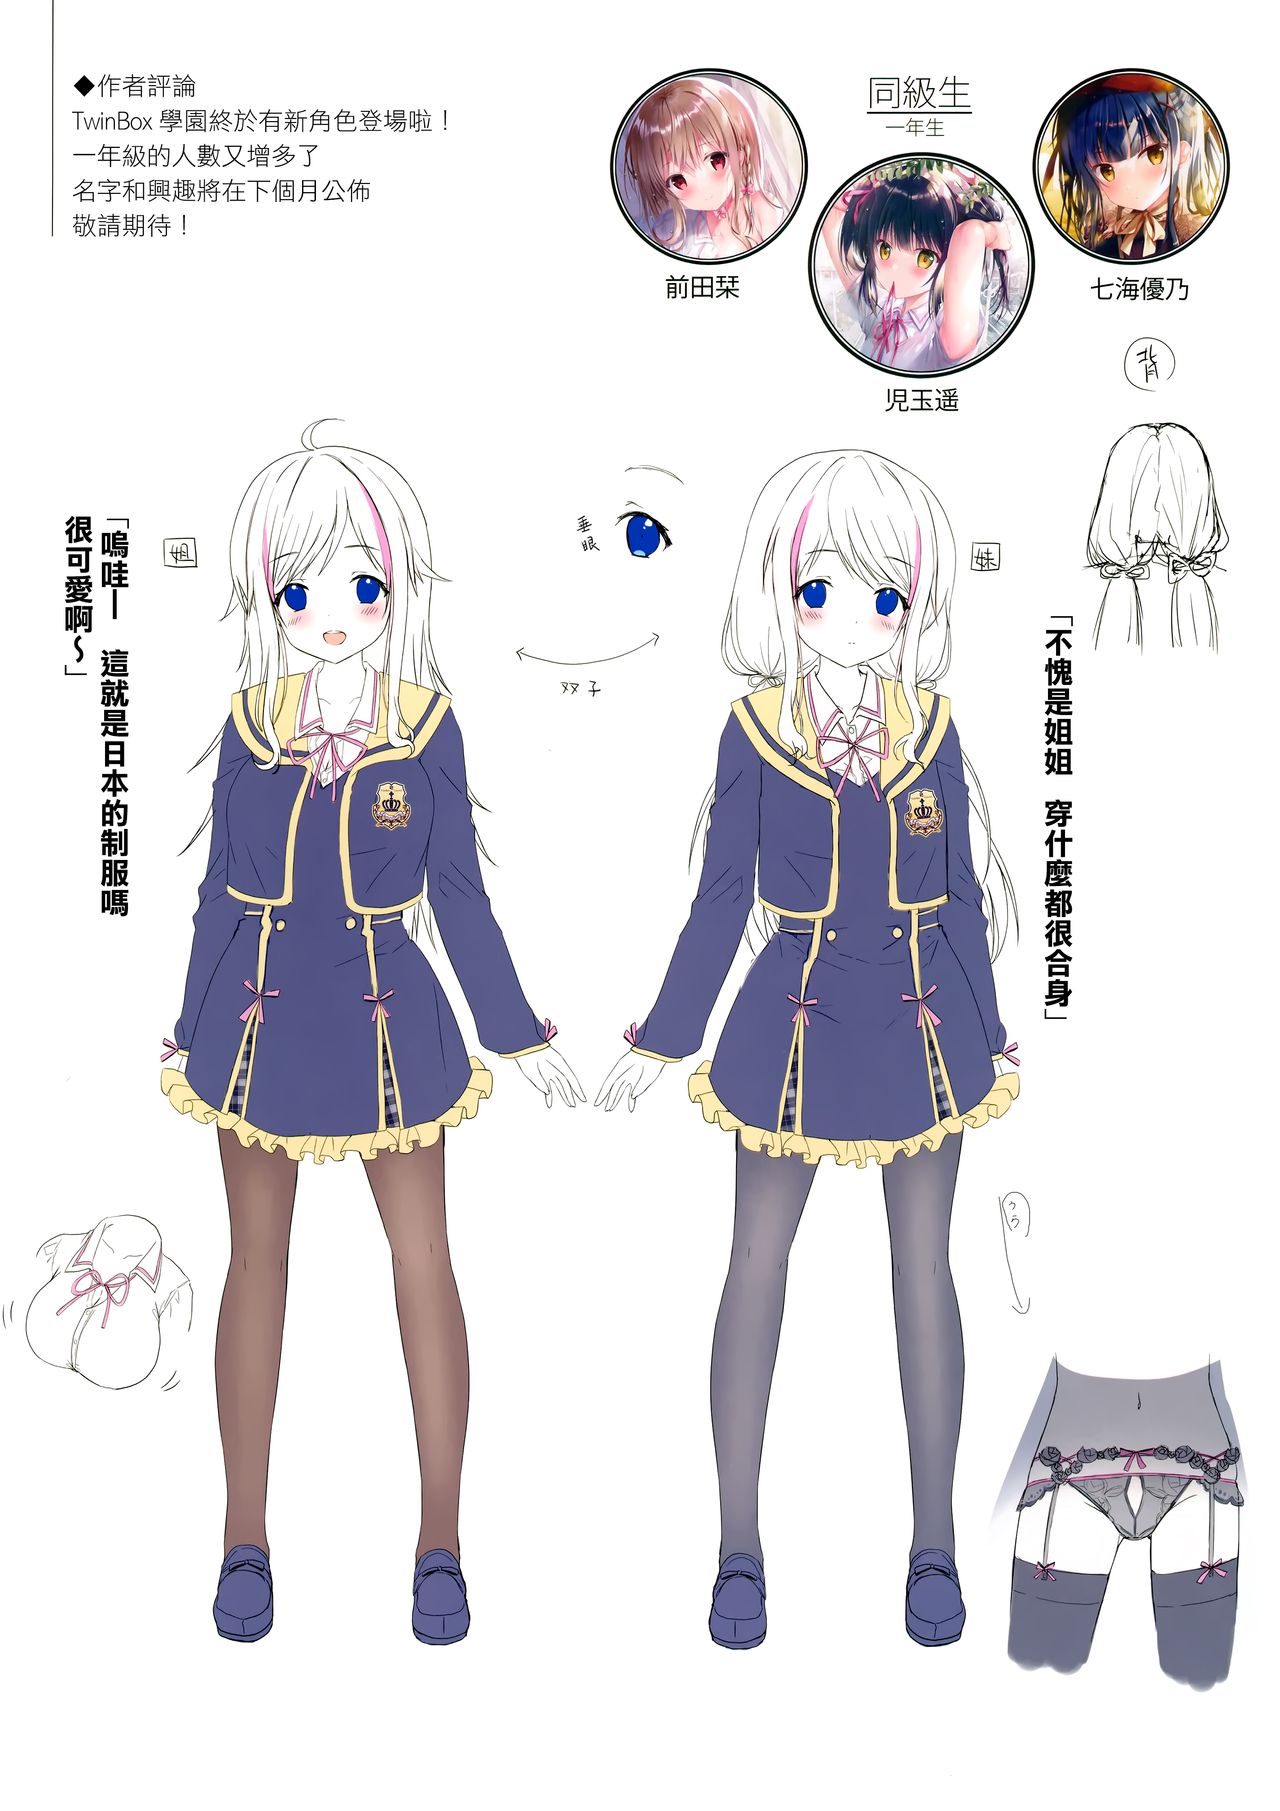 ◆作者評論
TwinBox 學園終於有新角色登場啦！
一年級的人數又增多了
名字和興趣將在下個月公佈
敬請期待！
同級生
一年生
前田栞
児玉遥
七海優乃
背
姐
「嗚哇ー　這就是日本的制服嗎
很可愛啊～」
垂眼
双子
妹
「不愧是姐姐　穿什麼都很合身」